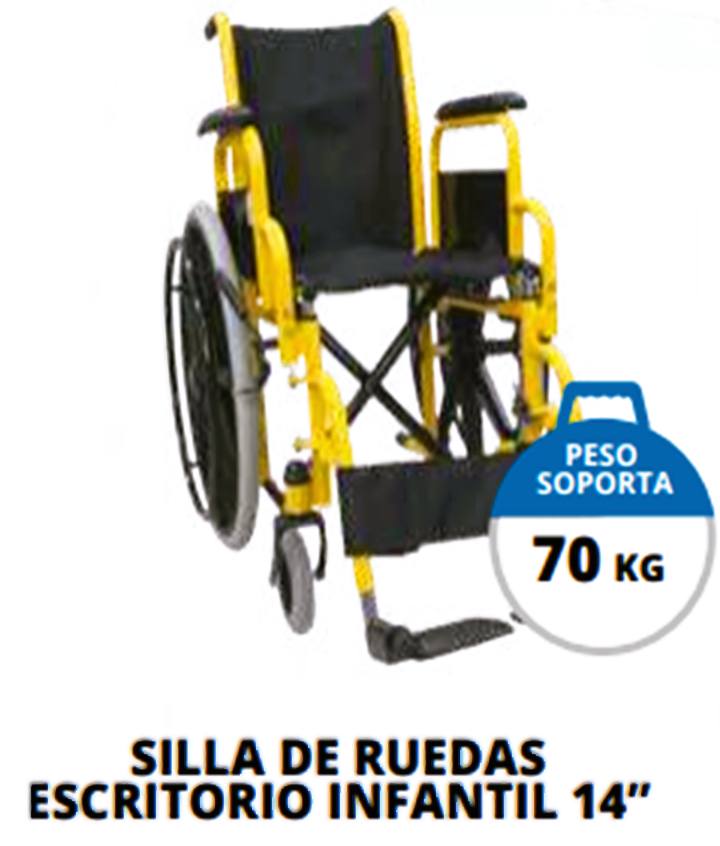 PESO
SOPORTA
70 KG
SILLA DE RUEDAS
ESCRITORIO INFANTIL 14”